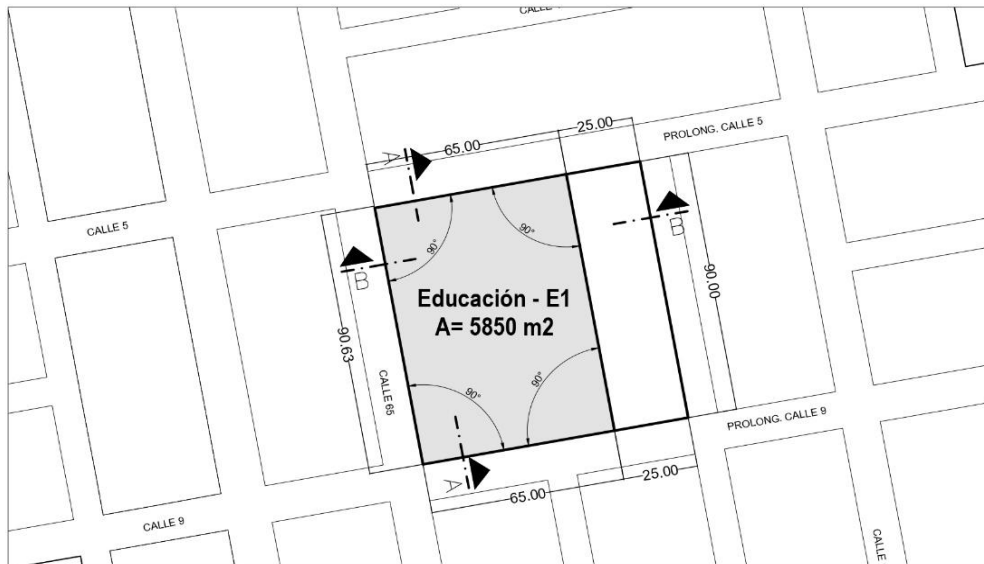 65.00
25.00
PROLONG. CALLE 5
A
CALLE 5
90°
90°
B
B
Educación - E1
A= 5850 m2
90.00
90.63
CALLE 65
90°
90°
PROLONG. CALLE 9
A
65.00
25.00
CALLE 9
CALLE